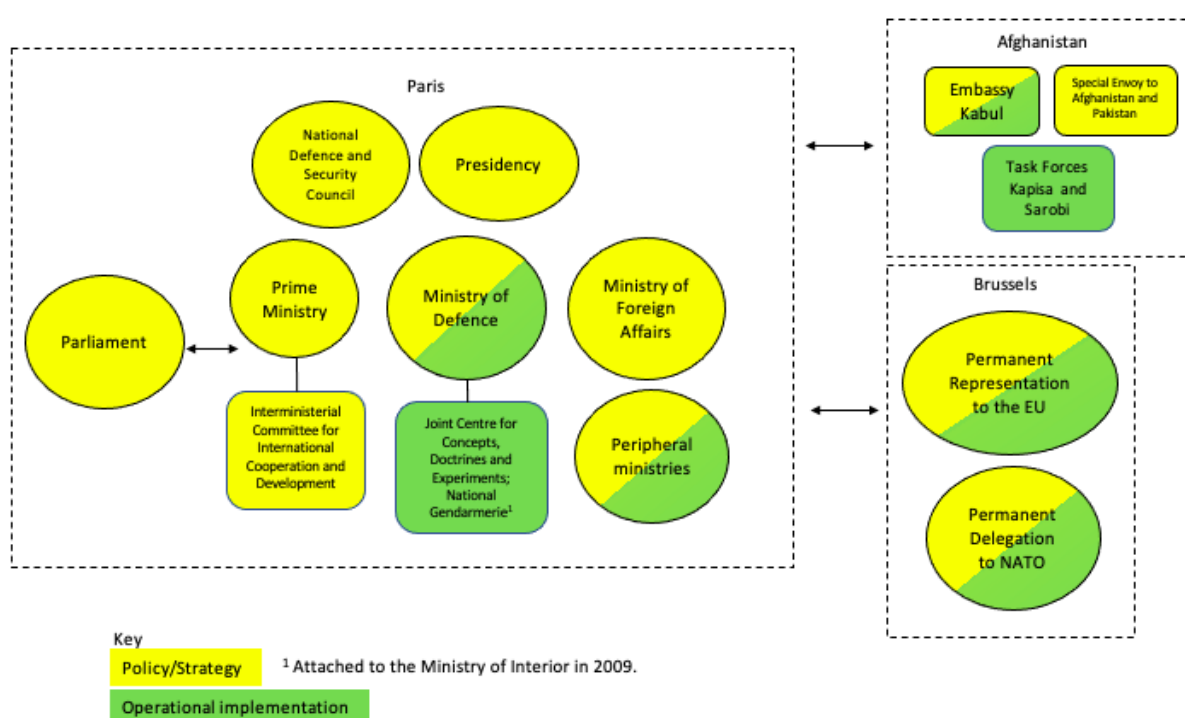 Paris
National
Defence and
Security
Council
Presidency
Parliament
Prime
Ministry
Ministry of
Defence
Ministry of
Foreign
Affairs
Interministerial
Committee for
International
Cooperation and
Development
Joint Centre for
Concepts,
Doctrines and
Experiments;
National
Gendarmerie¹
Peripheral
ministries
Afghanistan
Embassy
Kabul
Special Envoy to
Afghanistan and
Pakistan
Task Forces
Kapisa and
Sarobi
Brussels
Permanent
Representation
to the EU
Permanent
Delegation
to NATO
Key
Policy/Strategy
¹ Attached to the Ministry of Interior in 2009.
Operational implementation